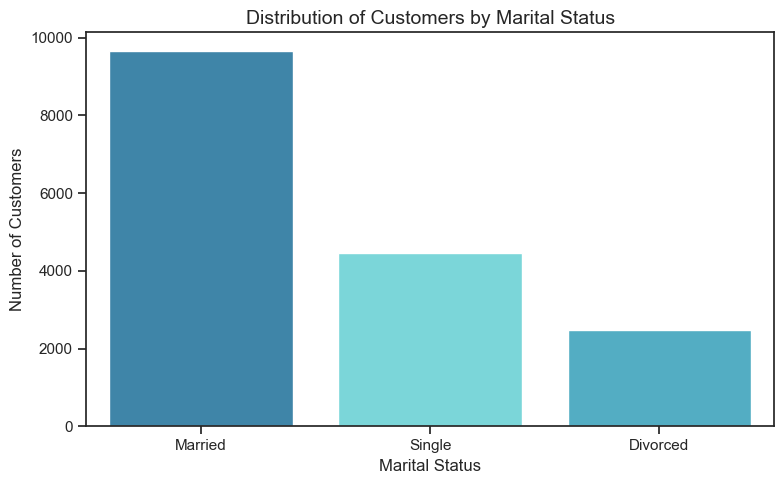 Distribution of Customers by Marital Status
10000
8000
6000
4000
2000
0
Number of Customers
Married
Single
Divorced
Marital Status